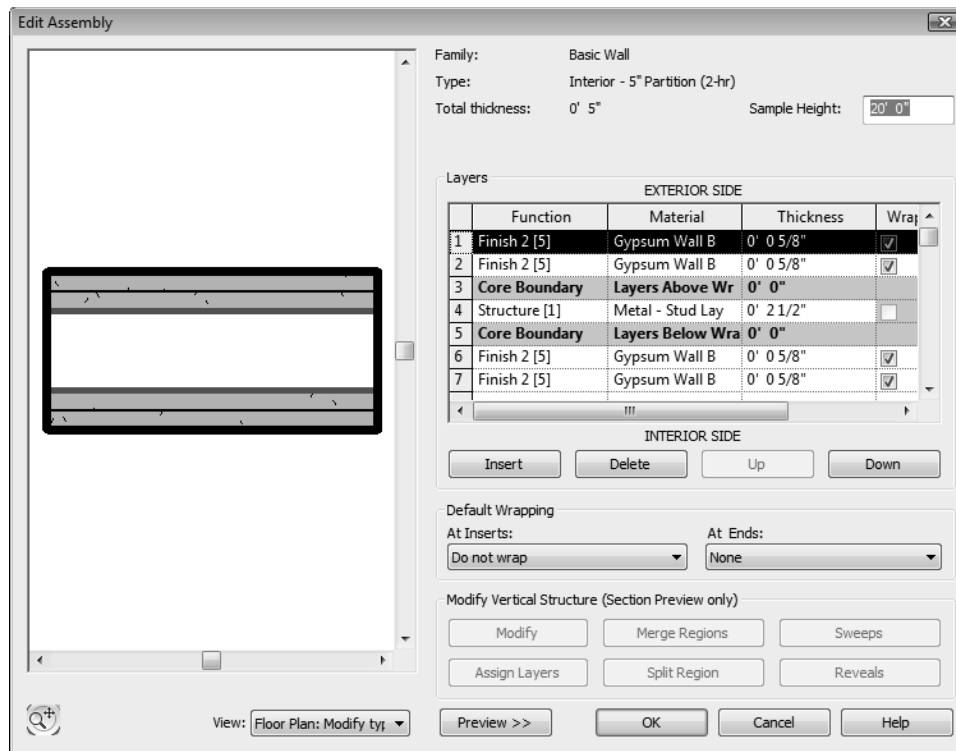 Edit Assembly
Family: Basic Wall
Type: Interior - 5" Partition (2-hr)
Total thickness: 0' 5" Sample Height: 20' 0"
Layers
EXTERIOR SIDE
Function Material Thickness Wrap
1 Finish 2 [5] Gypsum Wall B 0' 0 5/8"
2 Finish 2 [5] Gypsum Wall B 0' 0 5/8"
3 Core Boundary Layers Above Wr 0' 0"
4 Structure [1] Metal - Stud Lay 0' 2 1/2"
5 Core Boundary Layers Below Wra 0' 0"
6 Finish 2 [5] Gypsum Wall B 0' 0 5/8"
7 Finish 2 [5] Gypsum Wall B 0' 0 5/8"
INTERIOR SIDE
Insert Delete Up Down
Default Wrapping
At Inserts: At Ends:
Do not wrap None
Modify Vertical Structure (Section Preview only)
Modify Merge Regions Sweeps
Assign Layers Split Region Reveals
View: Floor Plan: Modify typ Preview >> OK Cancel Help